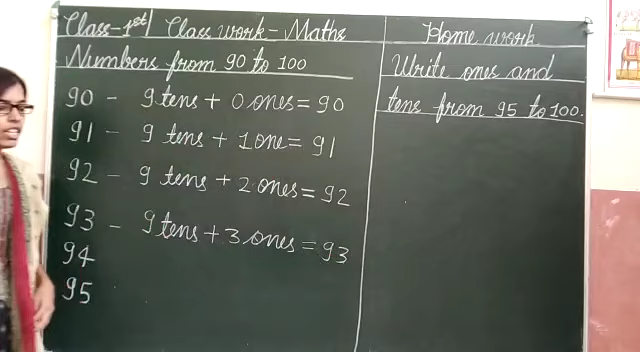 Class-1st | Class work - Maths
Numbers from 90 to 100
90 - 9 tens + 0 ones = 90
91 - 9 tens + 1 one = 91
92 - 9 tens + 2 ones = 92
93 - 9 tens + 3 ones = 93
94
95
Home work
Write ones and
tens from 95 to 100.